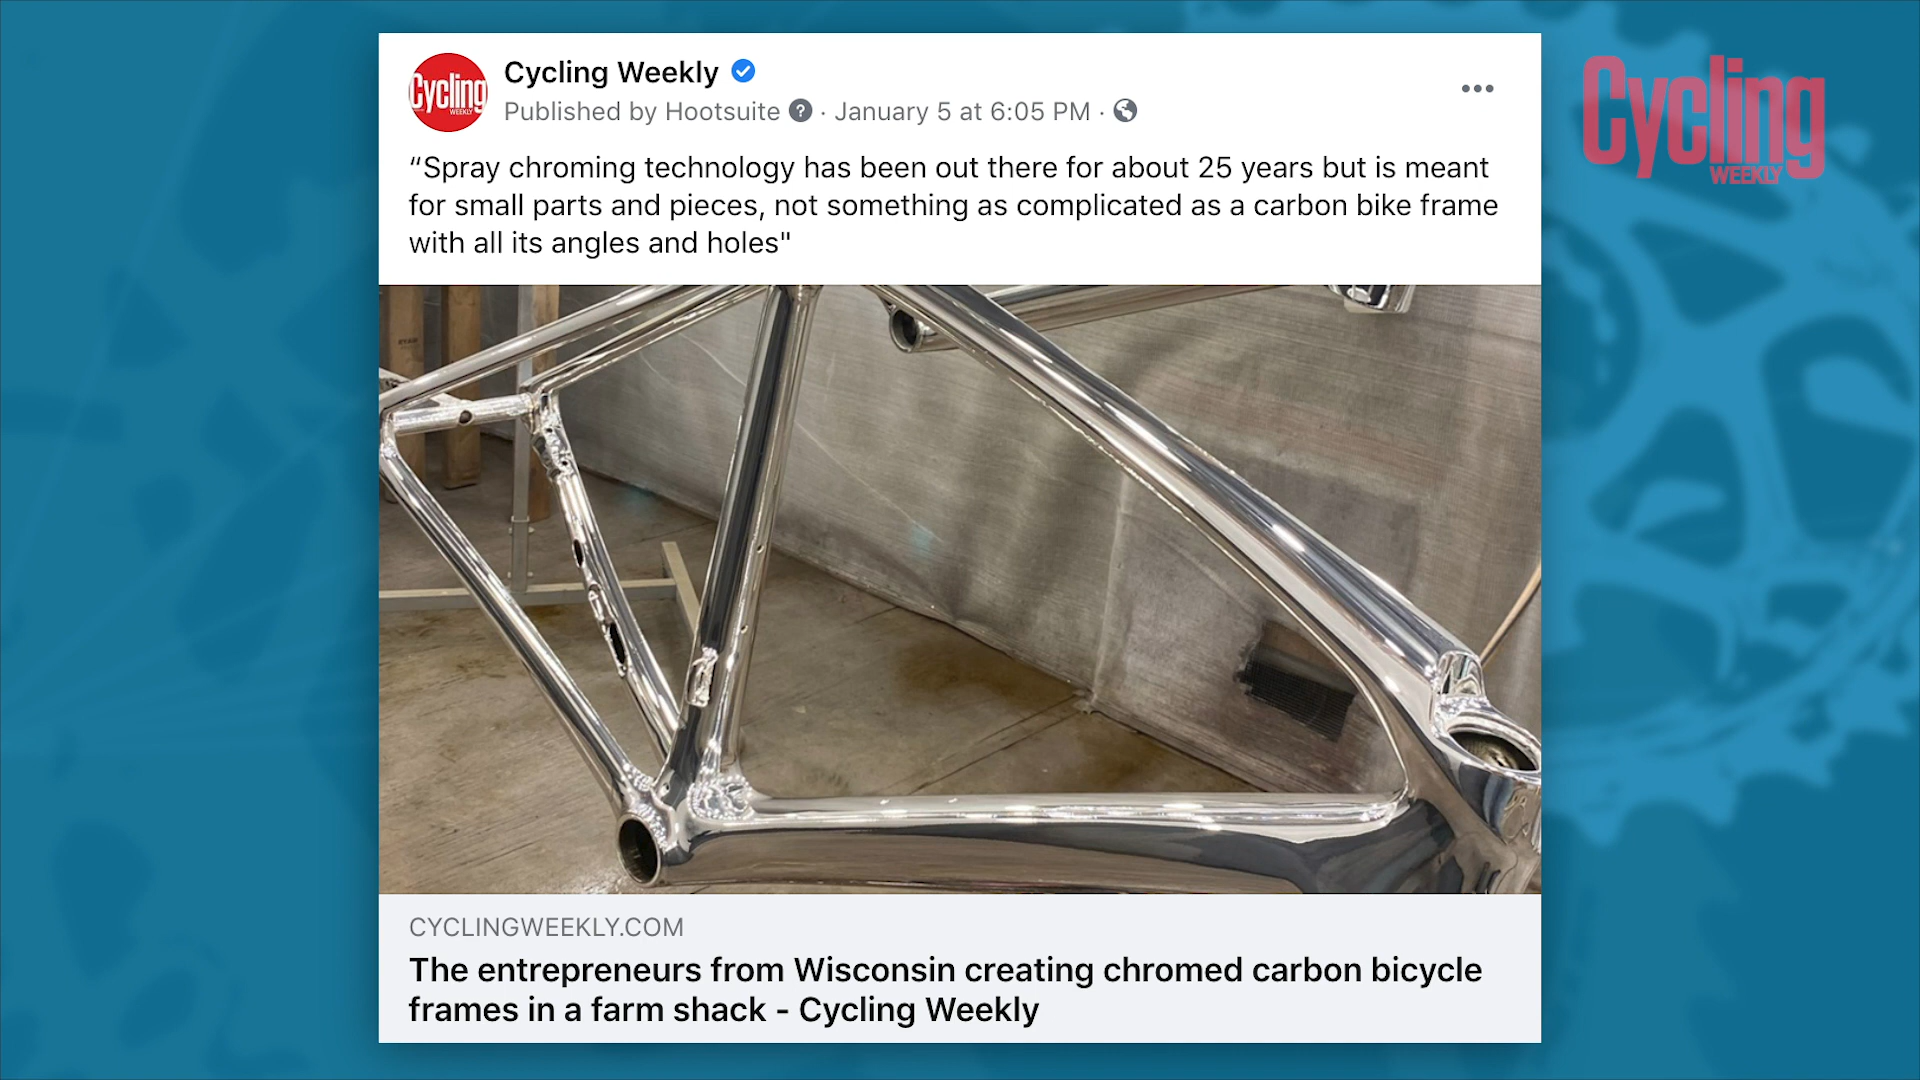 Cycling Weekly
Published by Hootsuite ? · January 5 at 6:05 PM ·
Cycling
WEEKLY
Cycling
WEEKLY
“Spray chroming technology has been out there for about 25 years but is meant
for small parts and pieces, not something as complicated as a carbon bike frame
with all its angles and holes"
CYCLINGWEEKLY.COM
The entrepreneurs from Wisconsin creating chromed carbon bicycle
frames in a farm shack - Cycling Weekly